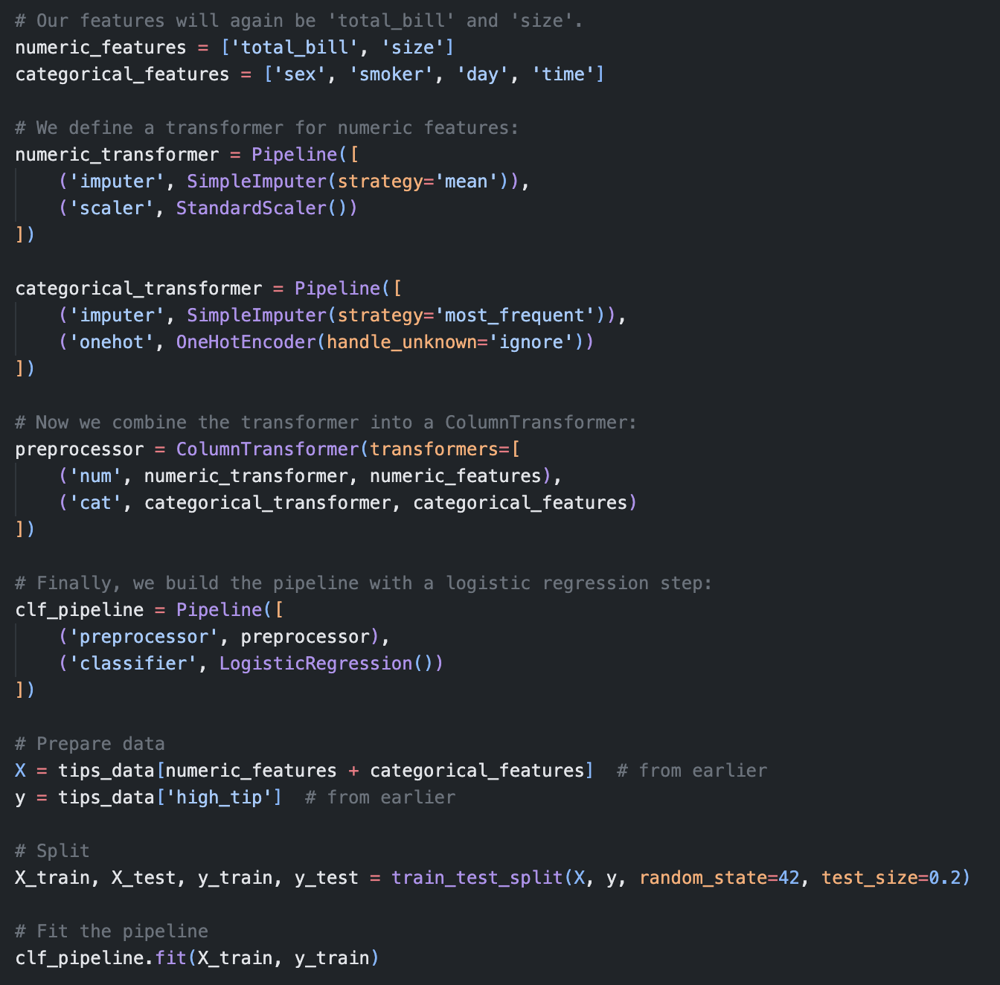 # Our features will again be 'total_bill' and 'size'.
numeric_features = ['total_bill', 'size']
categorical_features = ['sex', 'smoker', 'day', 'time']

# We define a transformer for numeric features:
numeric_transformer = Pipeline([
    ('imputer', SimpleImputer(strategy='mean')),
    ('scaler', StandardScaler())
])

categorical_transformer = Pipeline([
    ('imputer', SimpleImputer(strategy='most_frequent')),
    ('onehot', OneHotEncoder(handle_unknown='ignore'))
])

# Now we combine the transformer into a ColumnTransformer:
preprocessor = ColumnTransformer(transformers=[
    ('num', numeric_transformer, numeric_features),
    ('cat', categorical_transformer, categorical_features)
])

# Finally, we build the pipeline with a logistic regression step:
clf_pipeline = Pipeline([
    ('preprocessor', preprocessor),
    ('classifier', LogisticRegression())
])

# Prepare data
X = tips_data[numeric_features + categorical_features]  # from earlier
y = tips_data['high_tip']  # from earlier

# Split
X_train, X_test, y_train, y_test = train_test_split(X, y, random_state=42, test_size=0.2)

# Fit the pipeline
clf_pipeline.fit(X_train, y_train)